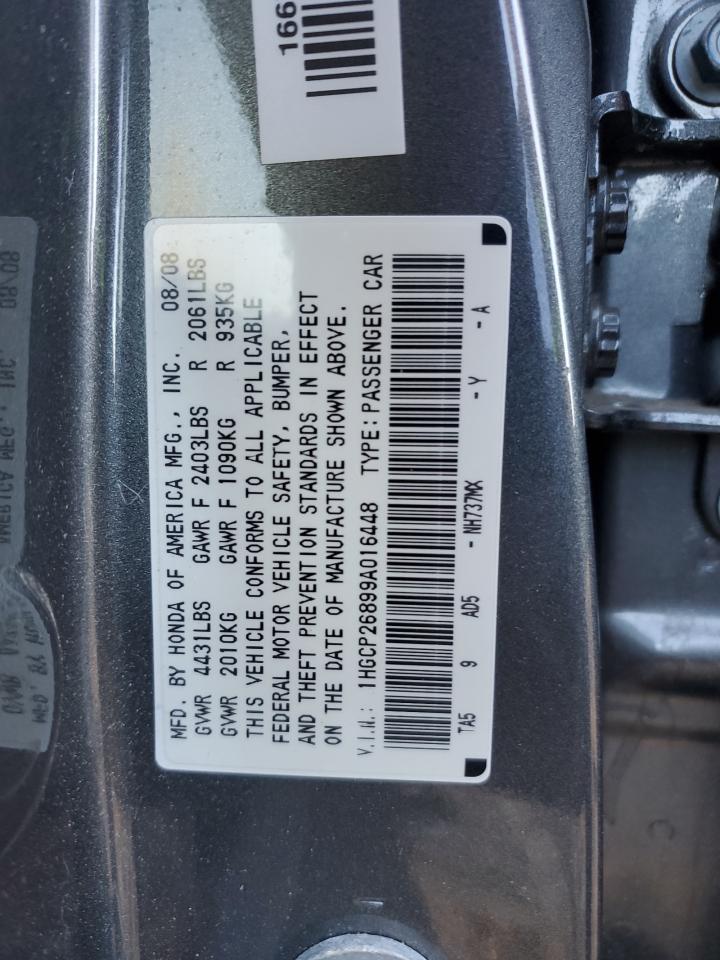 MFD. BY HONDA OF AMERICA MFG., INC. 08/08
GVWR 4431LBS GAWR F 2403LBS R 2061LBS
GVWR 2010KG GAWR F 1090KG R 935KG
THIS VEHICLE CONFORMS TO ALL APPLICABLE
FEDERAL MOTOR VEHICLE SAFETY, BUMPER,
AND THEFT PREVENTION STANDARDS IN EFFECT
ON THE DATE OF MANUFACTURE SHOWN ABOVE.
V.I.N.: 1HGCP26899A016448 TYPE: PASSENGER CAR
TA5 9 AD5 - NH737MX - Y - A
166